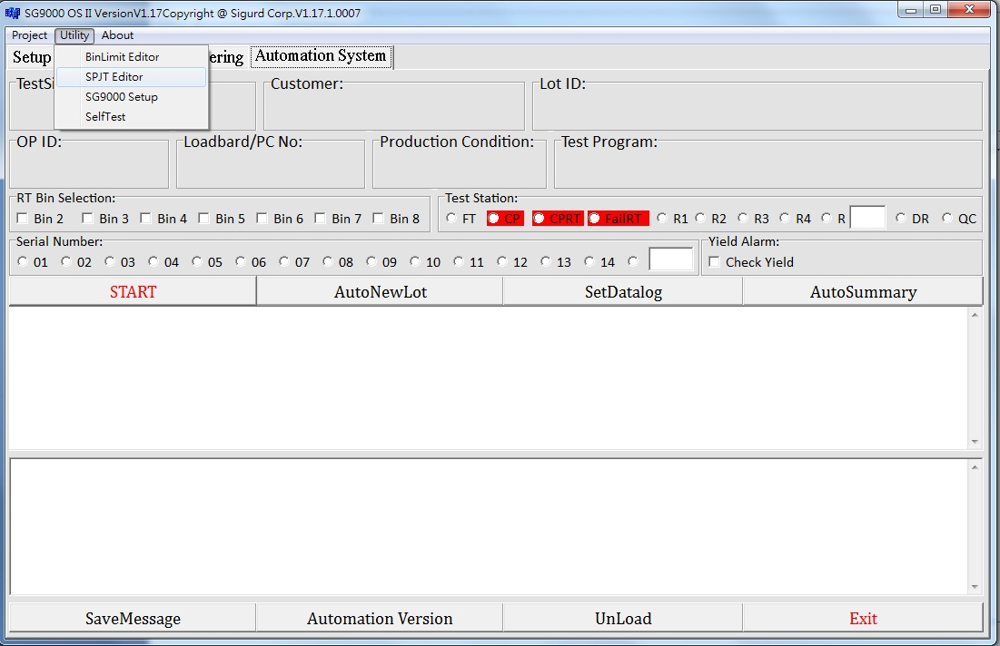 SG9000 OS II VersionV1.17Copyright @ Sigurd Corp.V1.17.1.0007
Project Utility About
BinLimit Editor
SPJT Editor
SG9000 Setup
SelfTest
Setup ering Automation System
TestSi Customer: Lot ID:
OP ID: Loadbard/PC No: Production Condition: Test Program:
RT Bin Selection: Test Station:
Bin 2 Bin 3 Bin 4 Bin 5 Bin 6 Bin 7 Bin 8 FT CP CPRT FailRT R1 R2 R3 R4 R DR QC
Serial Number: Yield Alarm:
01 02 03 04 05 06 07 08 09 10 11 12 13 14 Check Yield
START AutoNewLot SetDatalog AutoSummary
SaveMessage Automation Version UnLoad Exit